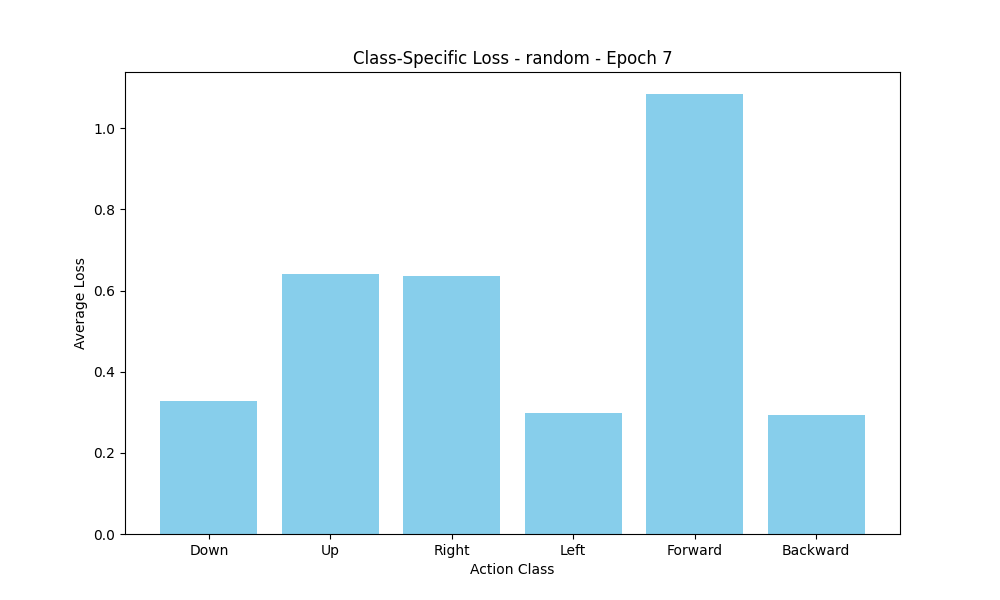 Class-Specific Loss - random - Epoch 7
1.0
0.8
0.6
0.4
0.2
0.0
Average Loss
Down Up Right Left Forward Backward
Action Class